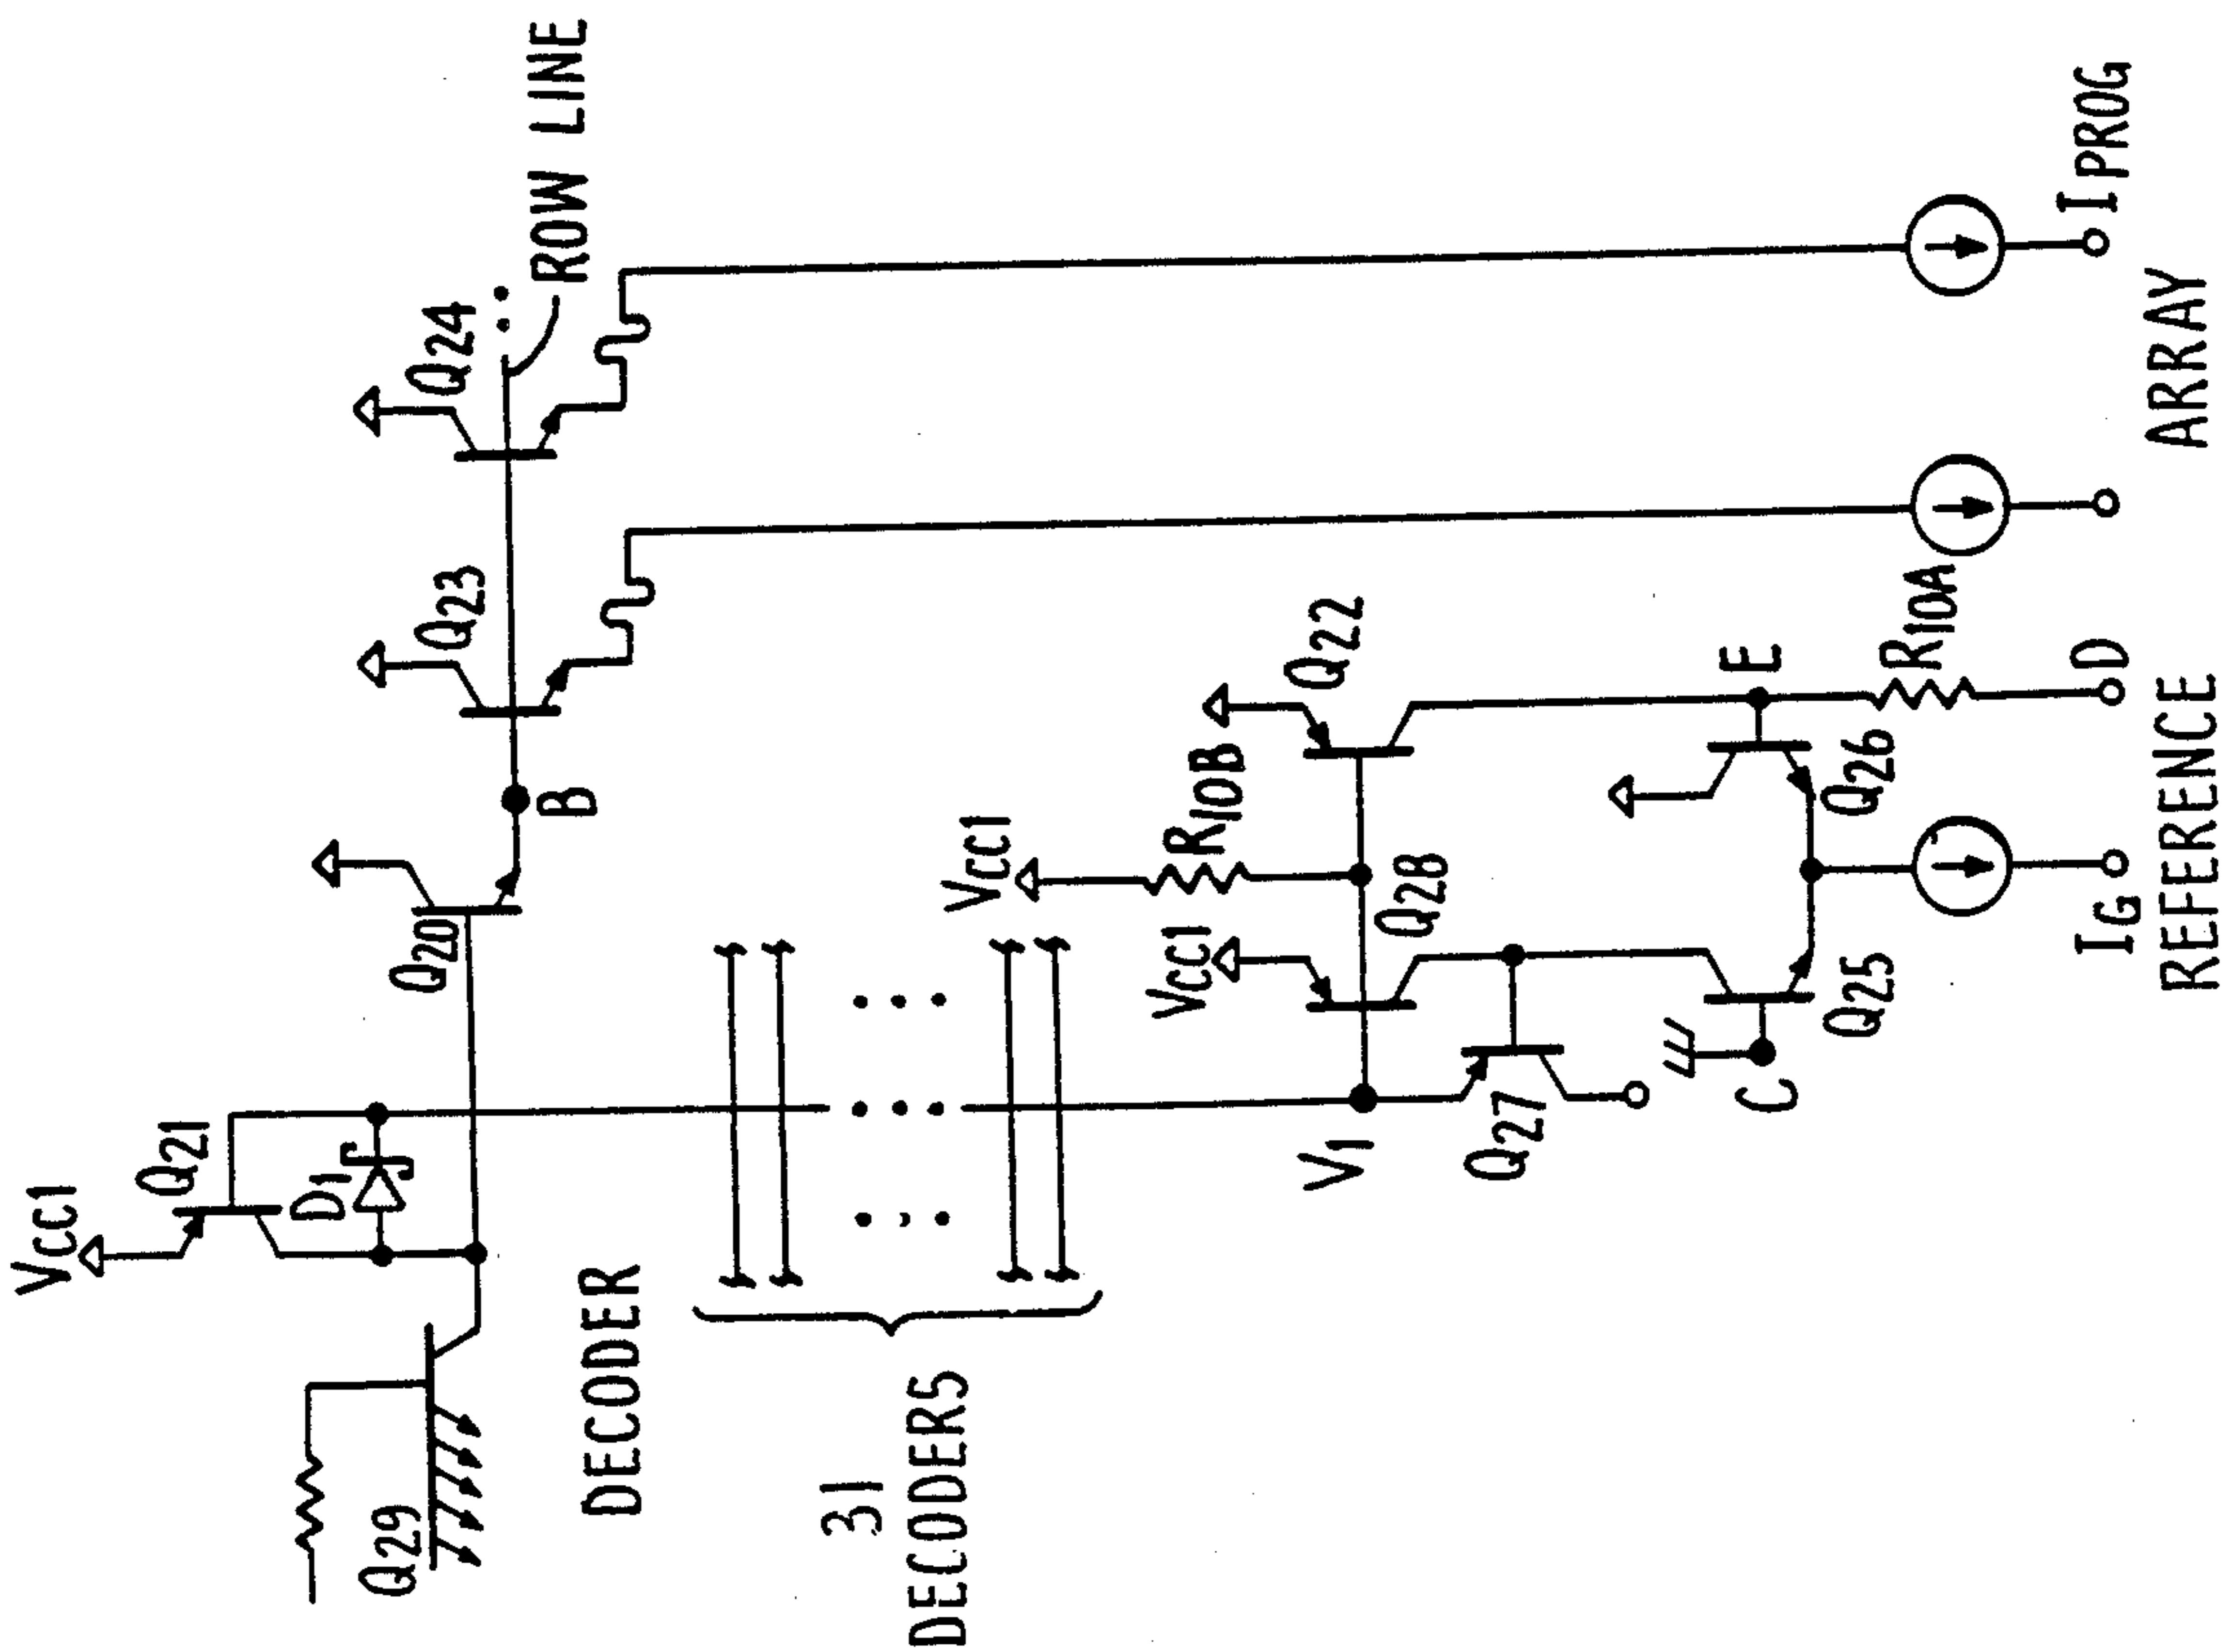 VCC1
Q21
D1
Q29
DECODER
Q20
B
Q23
Q24
ROW LINE
31
DECODERS
V1
Q27
VCC1
Q28
VCC1
R10B
Q22
C
Q25
Q26
E
R10A
IG
D
REFERENCE
ARRAY
IPROG